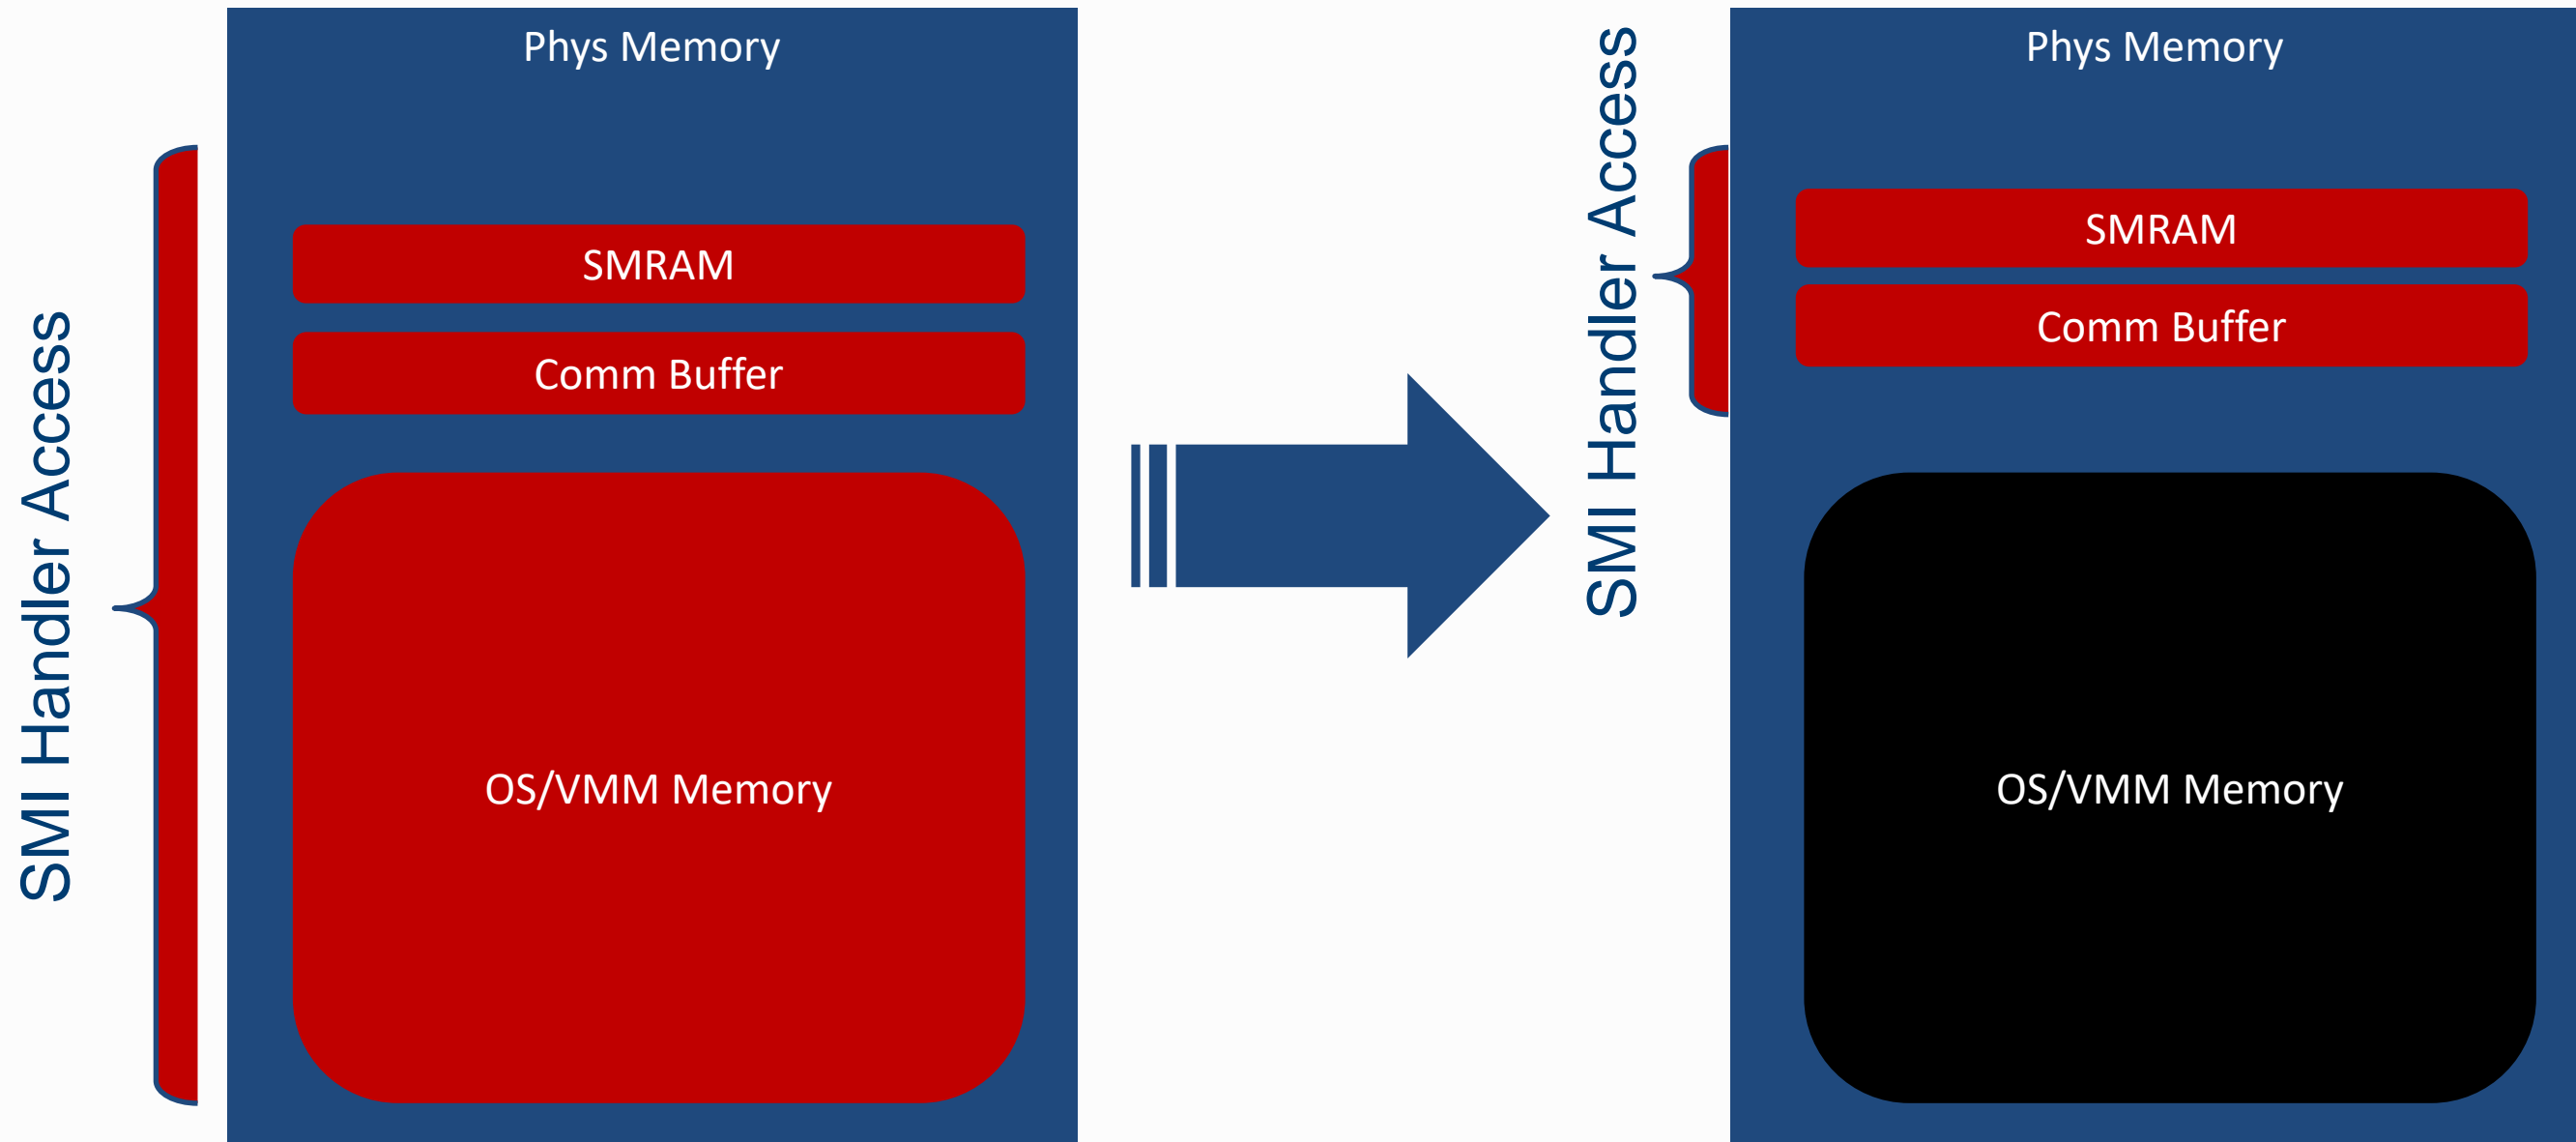 SMI Handler Access
Phys Memory
SMRAM
Comm Buffer
OS/VMM Memory
SMI Handler Access
Phys Memory
SMRAM
Comm Buffer
OS/VMM Memory